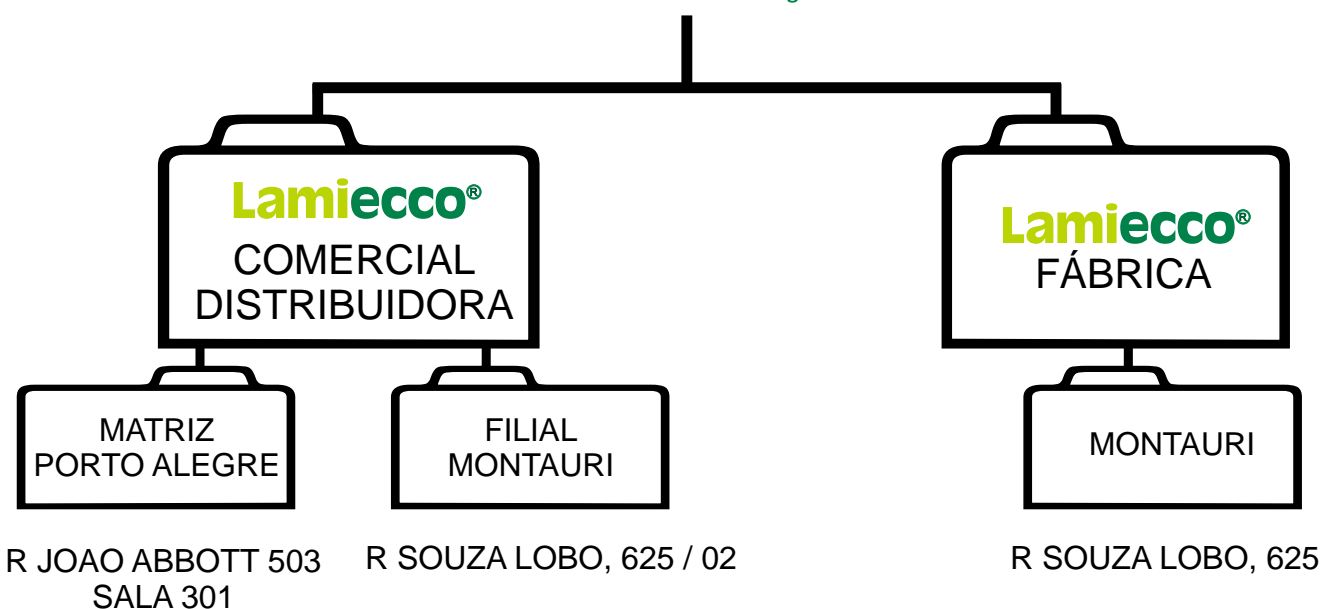 Lamiecco®
COMERCIAL
DISTRIBUIDORA
Lamiecco®
FÁBRICA
MATRIZ
PORTO ALEGRE
FILIAL
MONTAURI
MONTAURI
R JOAO ABBOTT 503
SALA 301
R SOUZA LOBO, 625 / 02
R SOUZA LOBO, 625